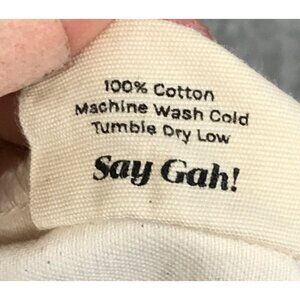 100% Cotton
Machine Wash Cold
Tumble Dry Low
Say Gah!